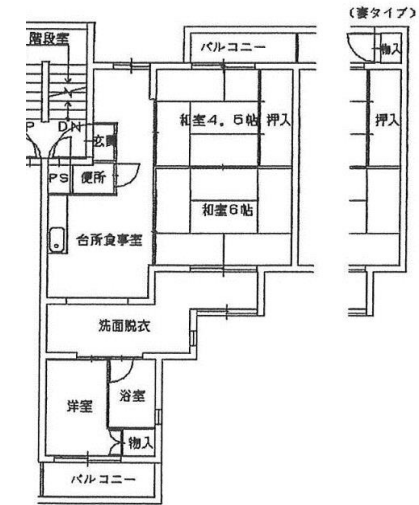 (妻タイプ)
階段室
バルコニー
物入
DN
玄関
和室4.5帖
押入
押入
PS
便所
和室6帖
台所食事室
洗面脱衣
洋室
浴室
物入
バルコニー